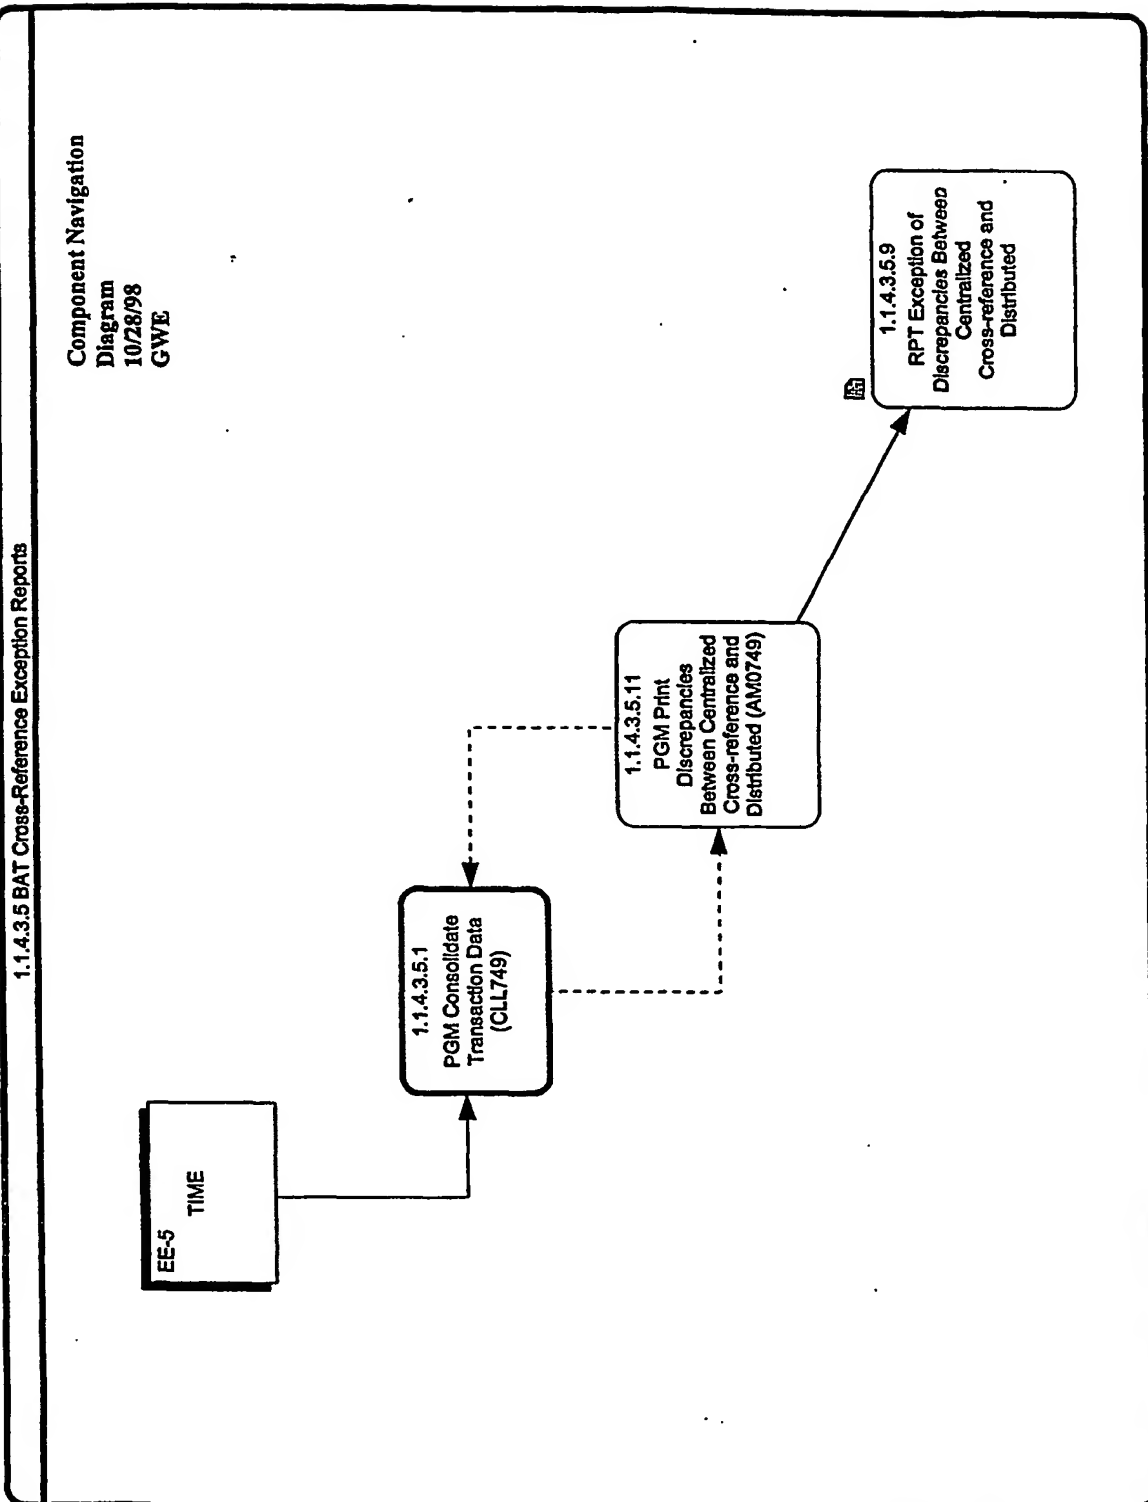 1.1.4.3.5 BAT Cross-Reference Exception Reports
Component Navigation
Diagram
10/28/98
GWE
EE-5
TIME
1.1.4.3.5.1
PGM Consolidate
Transaction Data
(CLL749)
1.1.4.3.5.11
PGM Print
Discrepancies
Between Centralized
Cross-reference and
Distributed (AM0749)
1.1.4.3.5.9
RPT Exception of
Discrepancies Between
Centralized
Cross-reference and
Distributed